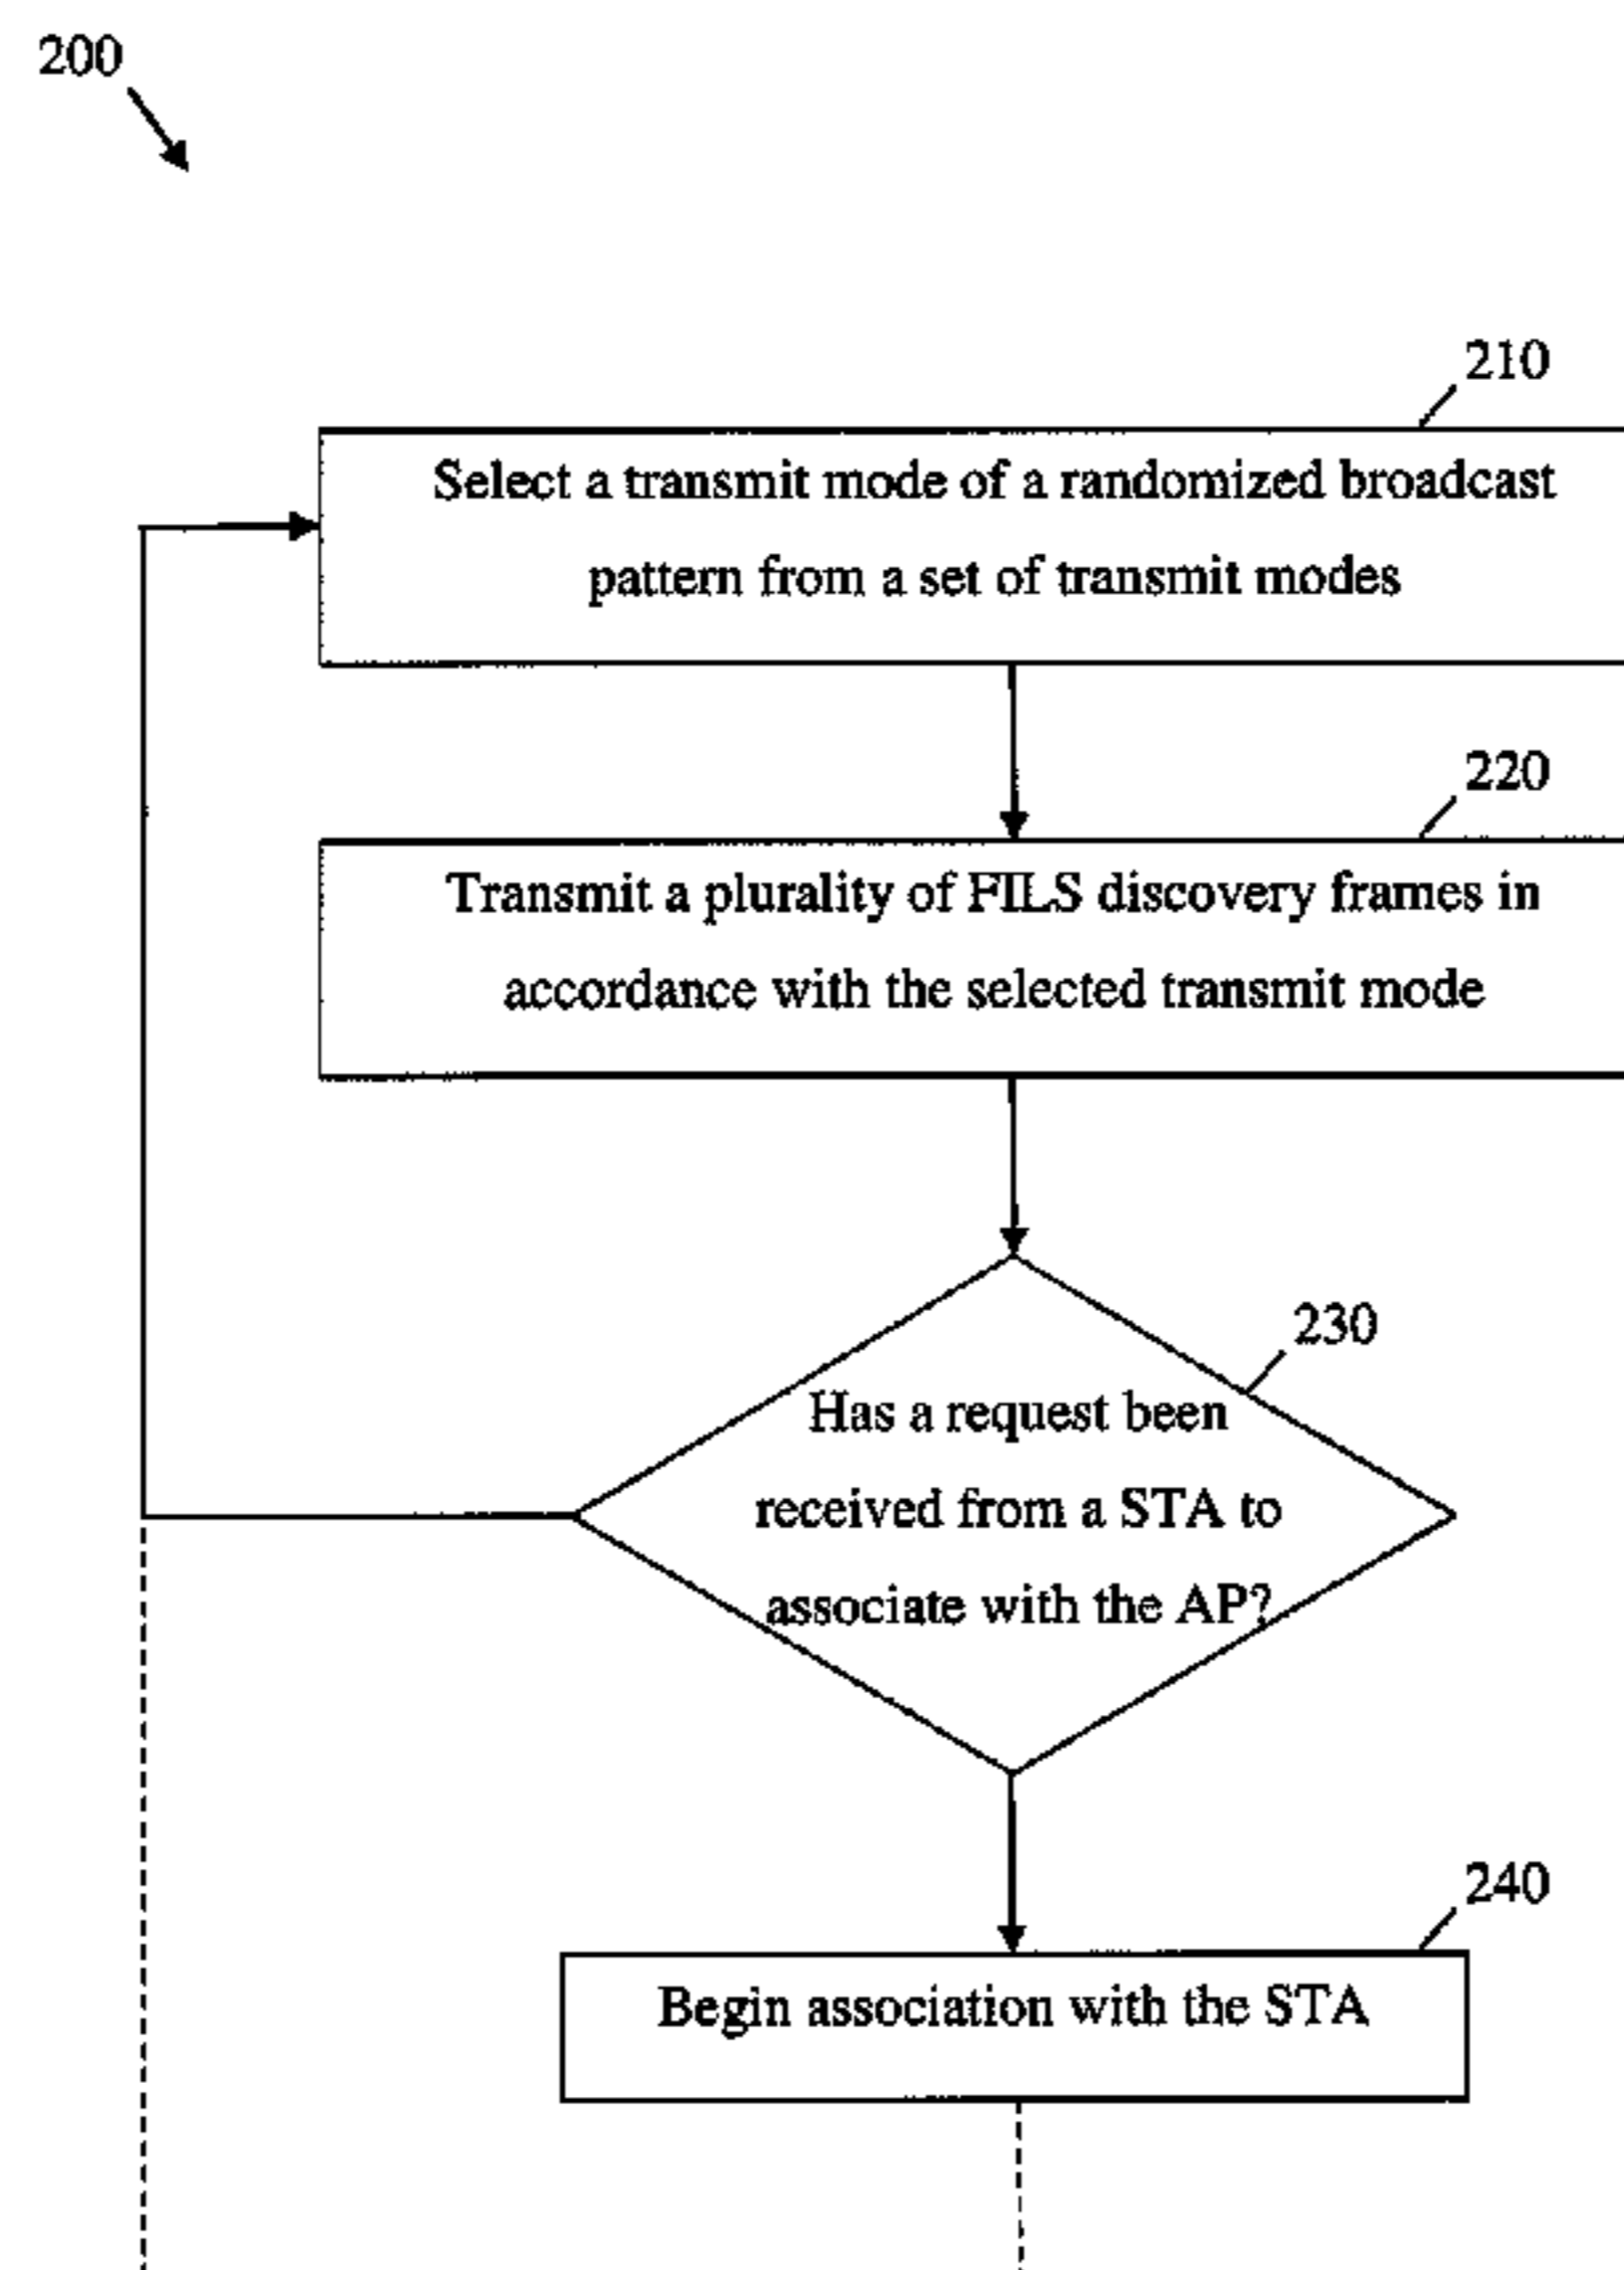 200
210
Select a transmit mode of a randomized broadcast
pattern from a set of transmit modes
220
Transmit a plurality of FILS discovery frames in
accordance with the selected transmit mode
230
Has a request been
received from a STA to
associate with the AP?
240
Begin association with the STA